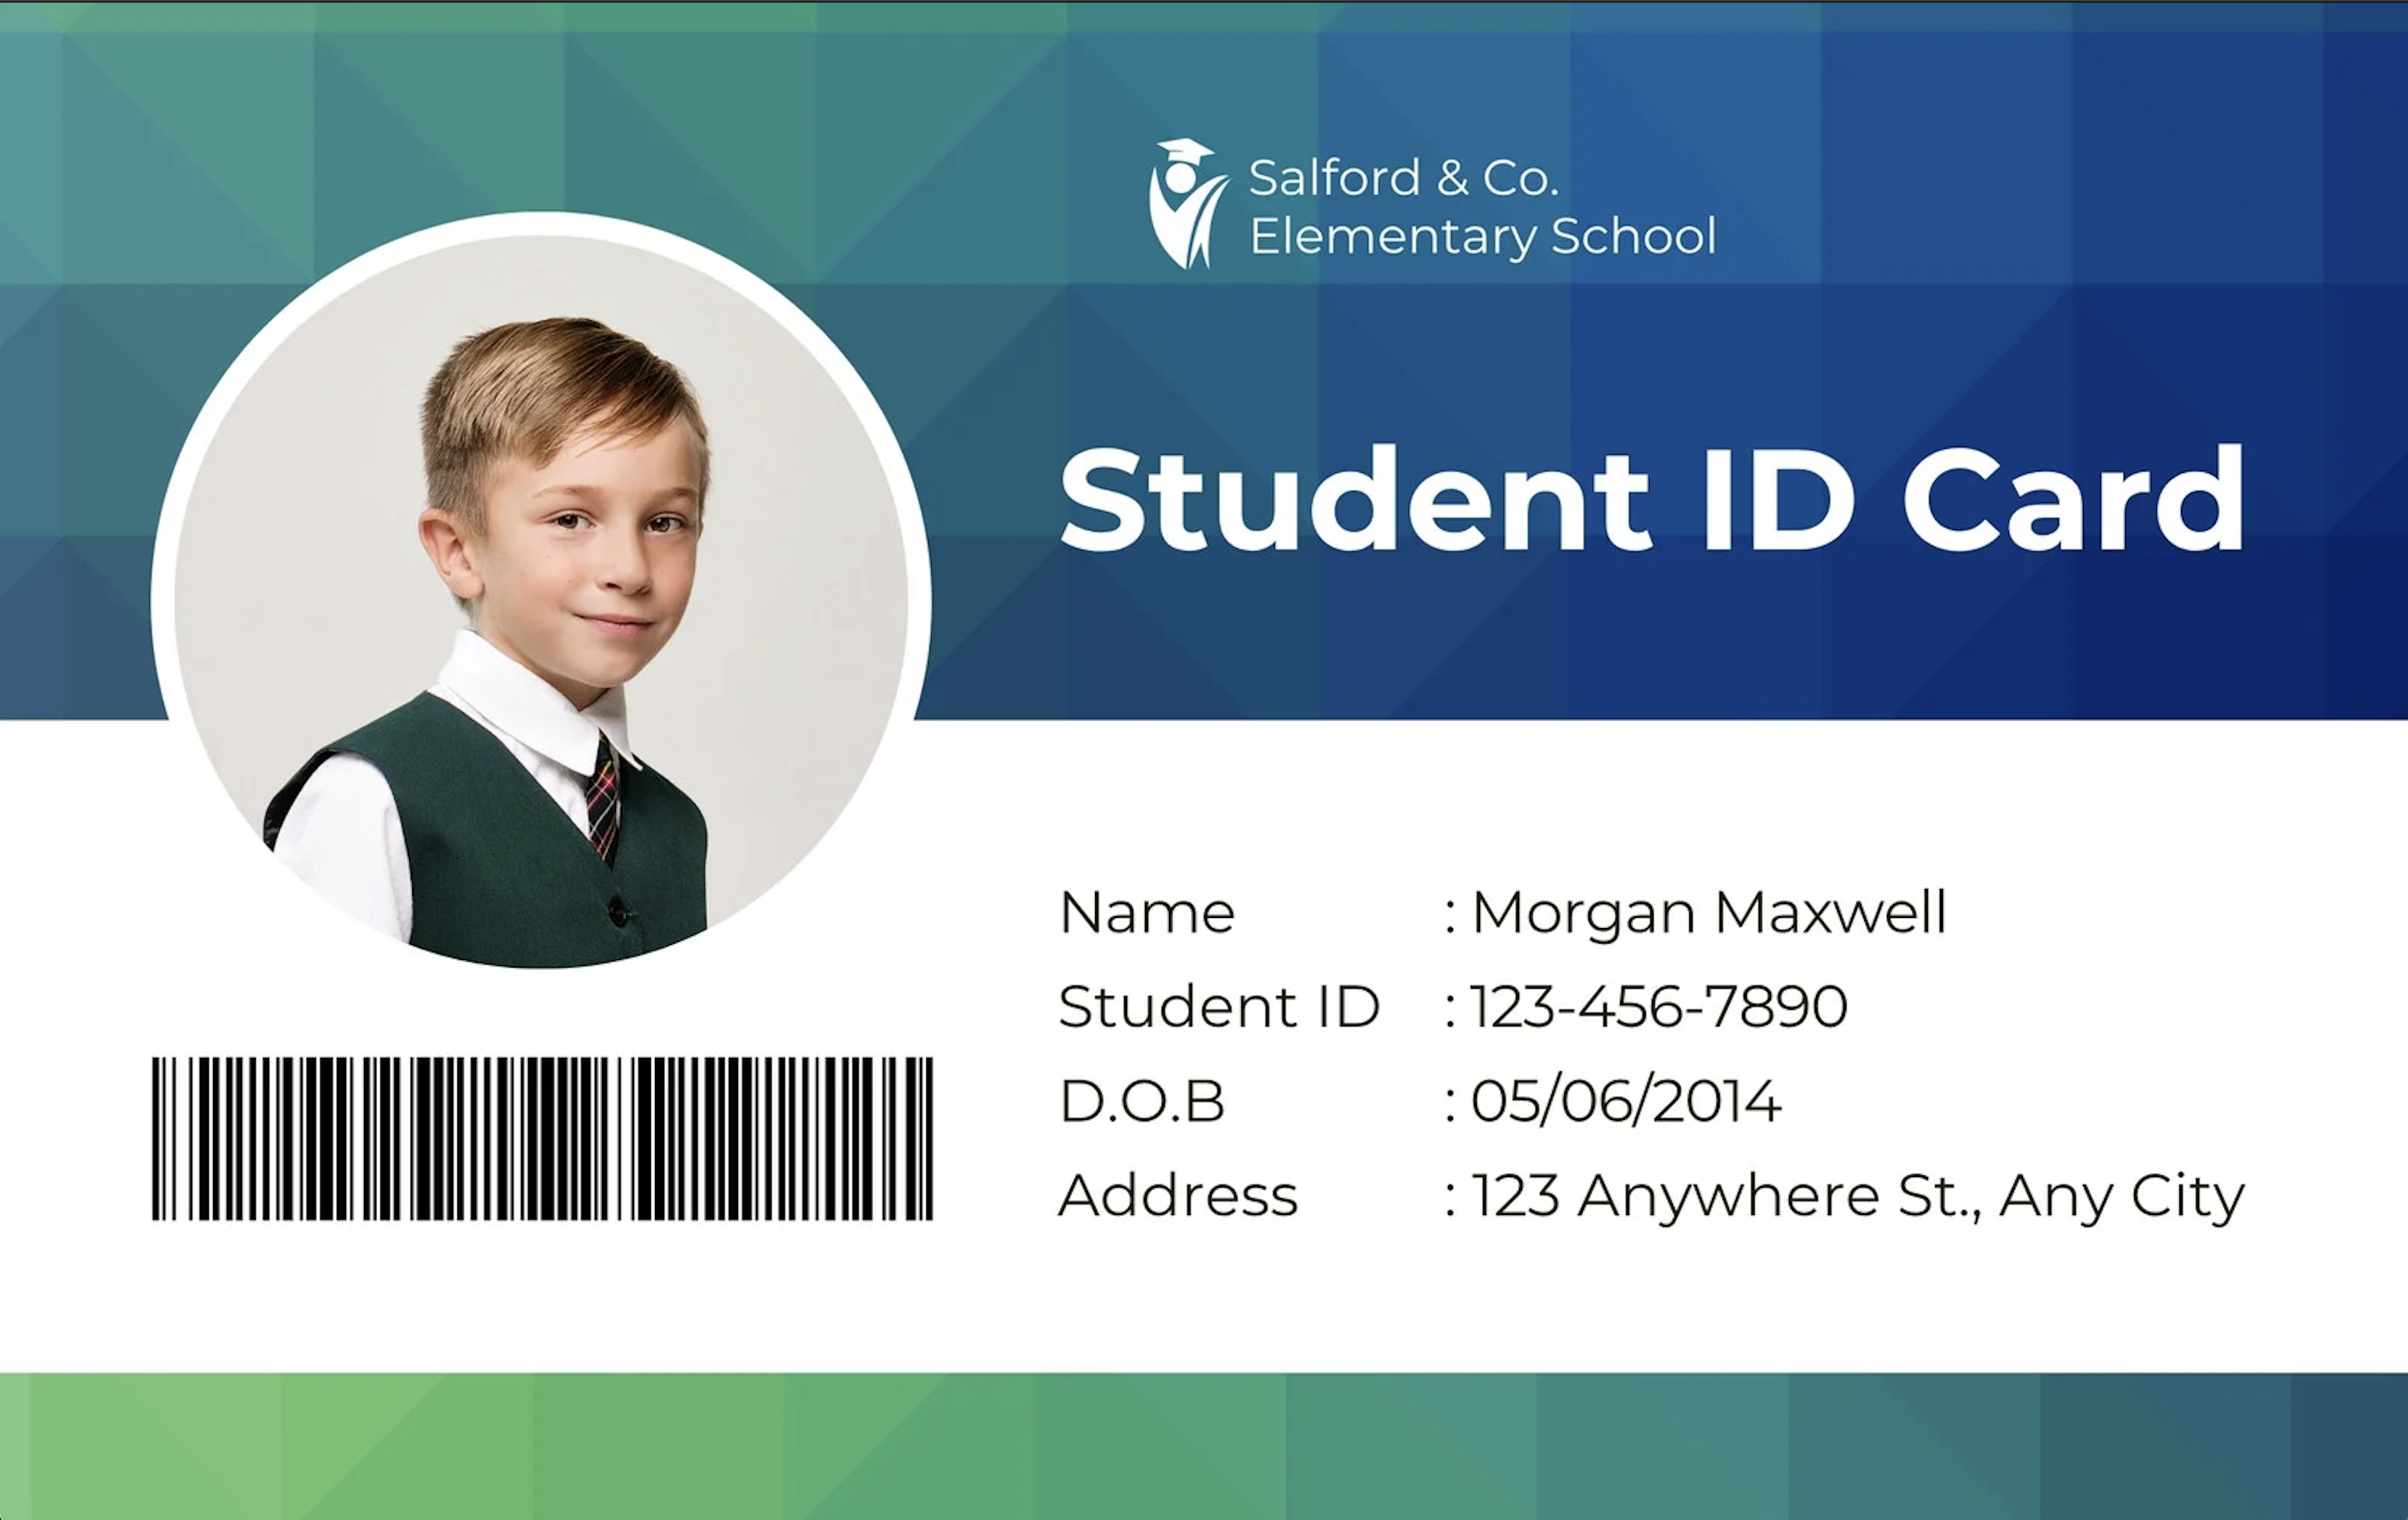 Salford & Co.
Elementary School
Student ID Card
Name : Morgan Maxwell
Student ID : 123-456-7890
D.O.B : 05/06/2014
Address : 123 Anywhere St., Any City